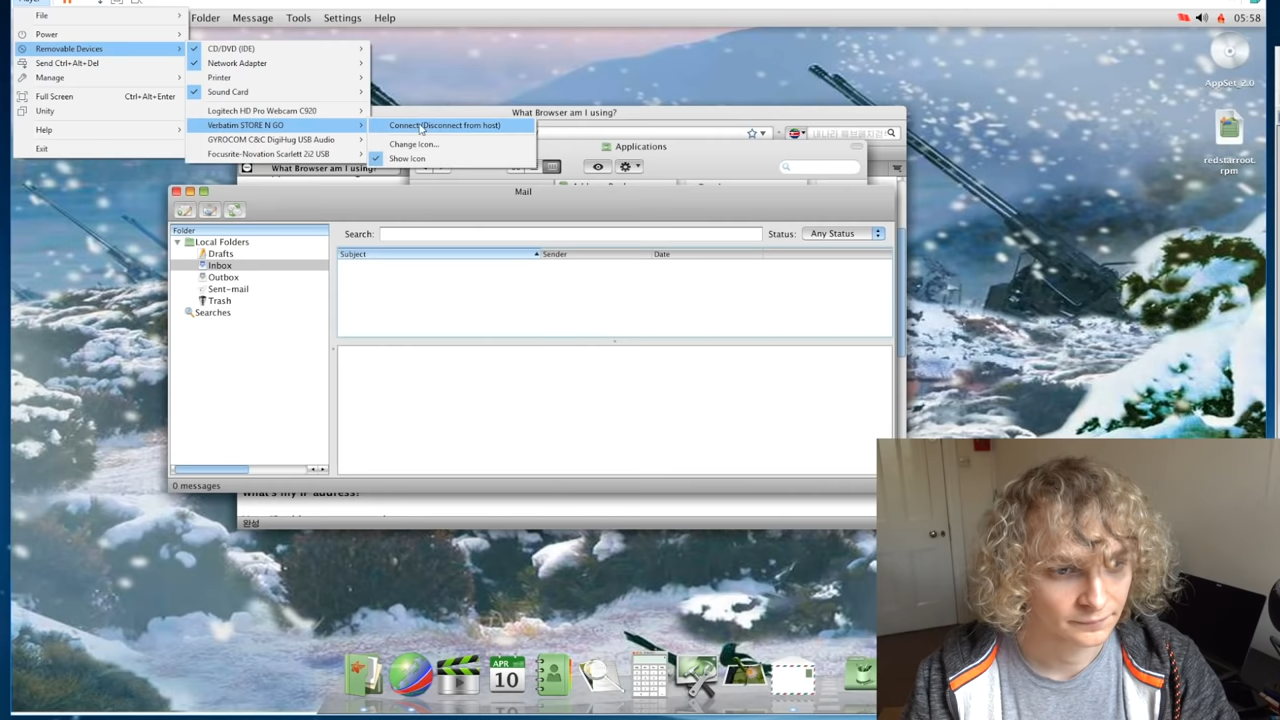 Player
File
Power
Removable Devices
Send Ctrl+Alt+Del
Manage
Full Screen Ctrl+Alt+Enter
Unity
Help
Exit
CD/DVD (IDE)
Network Adapter
Printer
Sound Card
Logitech HD Pro Webcam C920
Verbatim STORE N GO
GYROCOM C&C DigiHug USB Audio
Focusrite-Novation Scarlett 2i2 USB
Connect (Disconnect from host)
Change Icon...
Show Icon
Folder Message Tools Settings Help
05:58
AppSet_2.0
redstarroot.
rpm
What Browser am I using?
Applications
What Browser am I using?
Mail
Folder
Local Folders
Drafts
Inbox
Outbox
Sent-mail
Trash
Searches
Search:
Status: Any Status
Subject Sender Date
0 messages
What's my IP address?
완성
APR
10